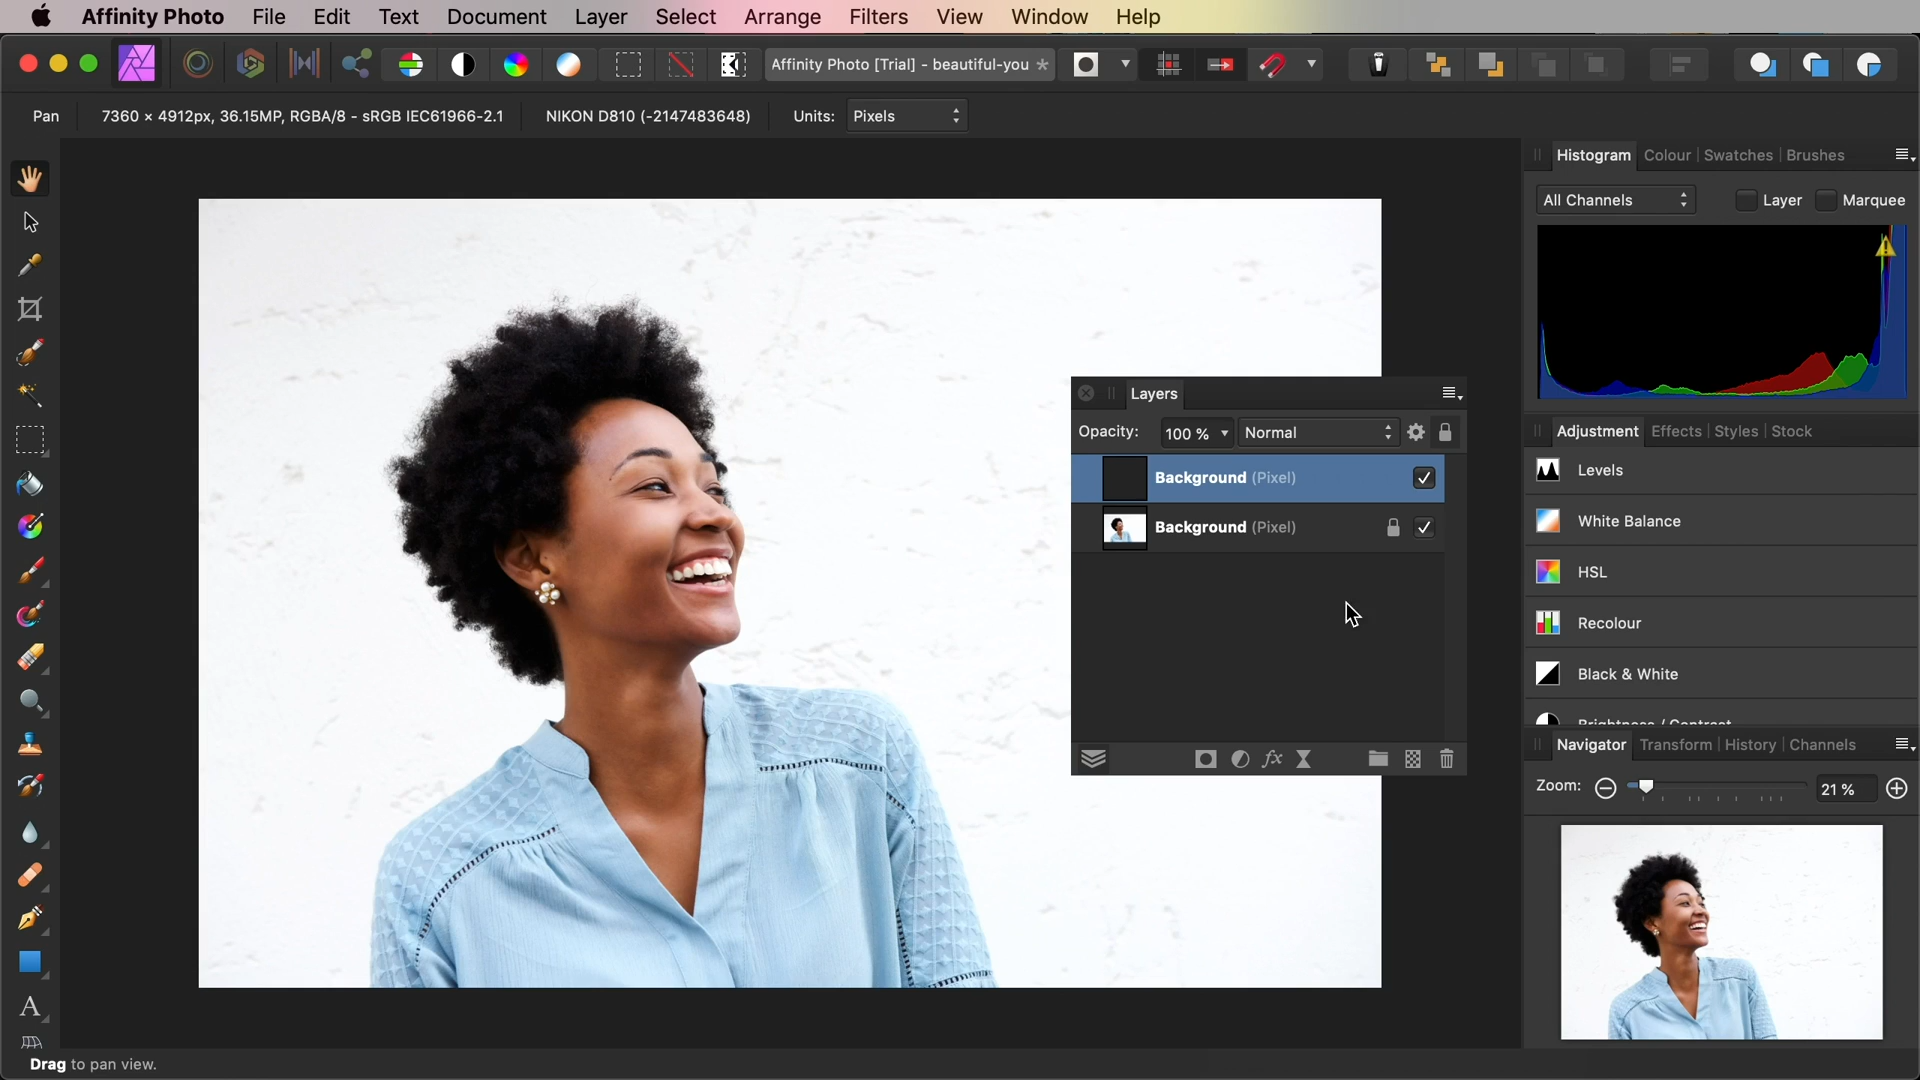 Affinity Photo File Edit Text Document Layer Select Arrange Filters View Window Help
Affinity Photo [Trial] - beautiful-you *
Pan 7360 × 4912px, 36.15MP, RGBA/8 - sRGB IEC61966-2.1 NIKON D810 (-2147483648) Units: Pixels
Histogram Colour Swatches Brushes
All Channels Layer Marquee
Layers
Opacity: 100 % Normal
Background (Pixel)
Background (Pixel)
Adjustment Effects Styles Stock
Levels
White Balance
HSL
Recolour
Black & White
Brightness / Contrast
Navigator Transform History Channels
Zoom: 21 %
Drag to pan view.